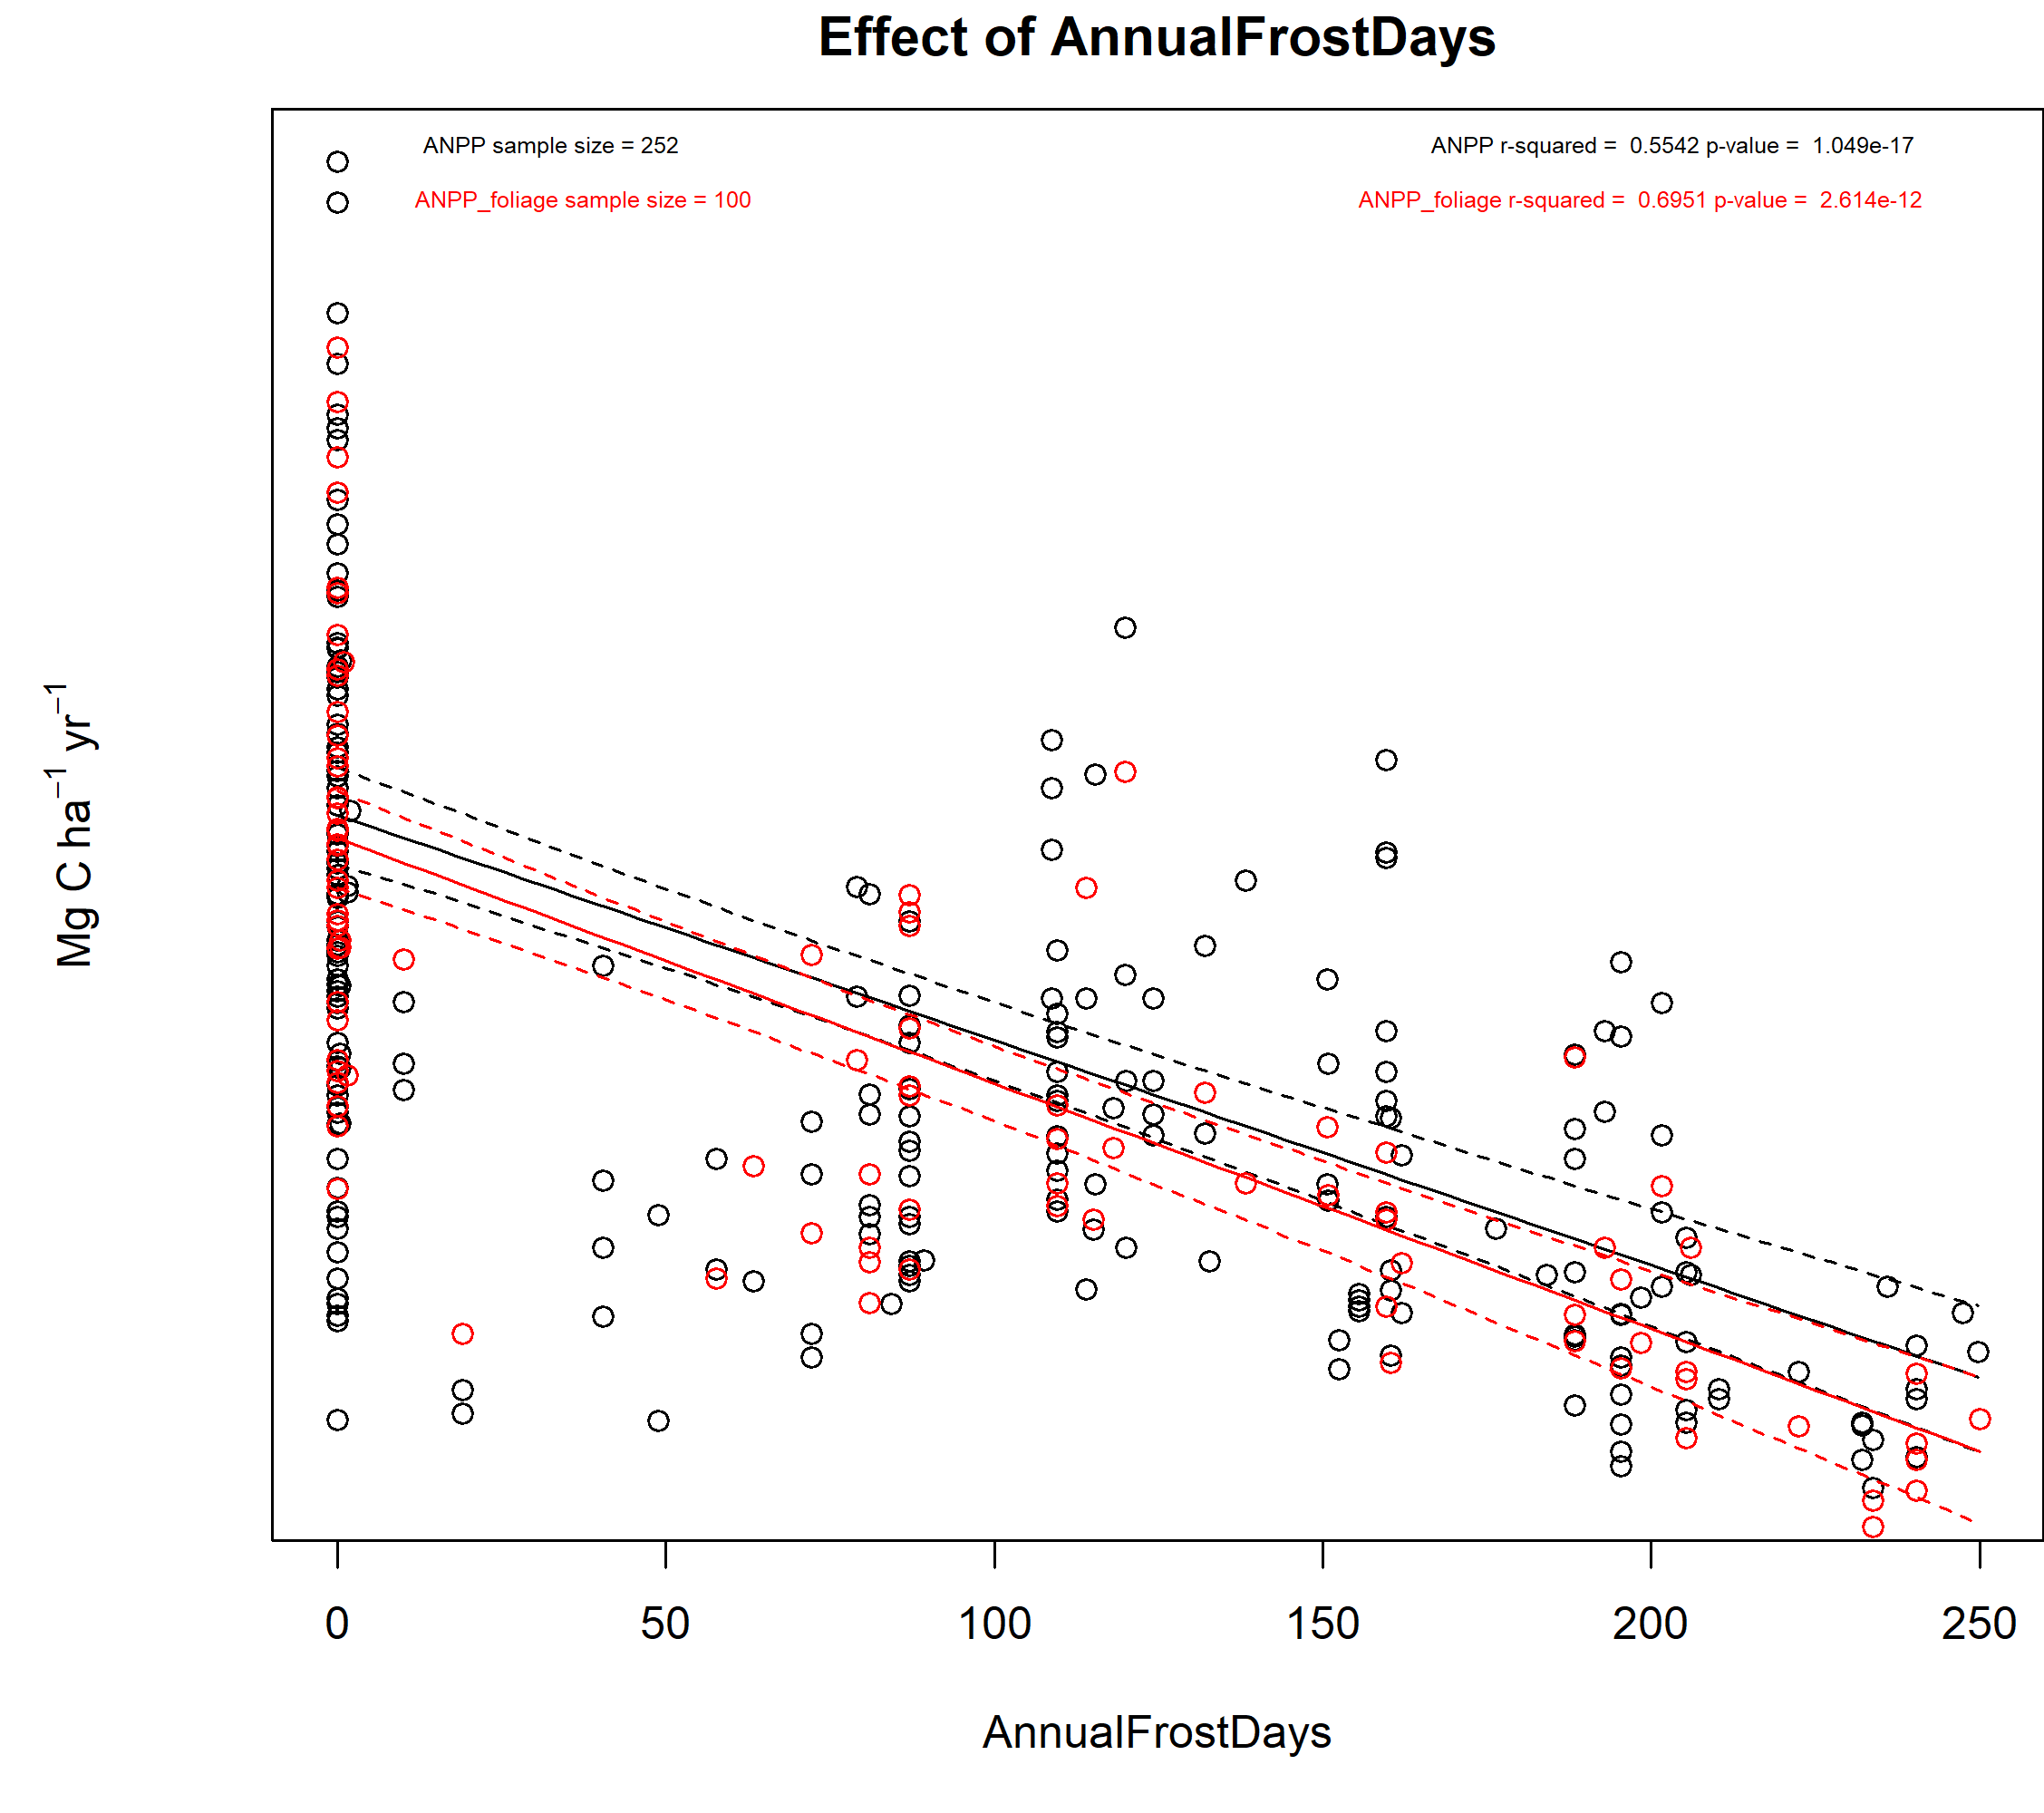 Effect of AnnualFrostDays
ANPP sample size = 252
ANPP r-squared = 0.5542 p-value = 1.049e-17
ANPP_foliage sample size = 100
ANPP_foliage r-squared = 0.6951 p-value = 2.614e-12
Mg C ha⁻¹ yr⁻¹
0 50 100 150 200 250
AnnualFrostDays